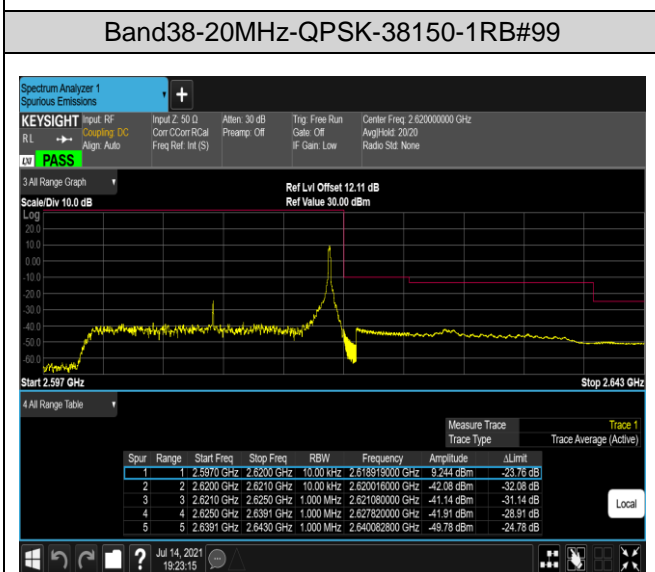 Band38-20MHz-QPSK-38150-1RB#99
Spectrum Analyzer 1
Spurious Emissions
+
KEYSIGHT Input: RF Input Z: 50 Ω Atten: 30 dB Trig: Free Run Center Freq: 2.620000000 GHz
RL Coupling: DC Corr CCorr RCal Preamp: Off Gate: Off Avg|Hold: 20/20
Align: Auto Freq Ref: Int (S) IF Gain: Low Radio Std: None
LXI PASS
3 All Range Graph
Ref Lvl Offset 12.11 dB
Scale/Div 10.0 dB Ref Value 30.00 dBm
Log
20.0
10.0
0.00
-10.0
-20.0
-30.0
-40.0
-50.0
-60.0
Start 2.597 GHz Stop 2.643 GHz
4 All Range Table
Measure Trace Trace 1
Trace Type Trace Average (Active)
Spur Range Start Freq Stop Freq RBW Frequency Amplitude ΔLimit
1 1 2.5970 GHz 2.6200 GHz 10.00 kHz 2.618919000 GHz 9.244 dBm -23.76 dB
2 2 2.6200 GHz 2.6210 GHz 10.00 kHz 2.620016000 GHz -42.08 dBm -32.08 dB
3 3 2.6210 GHz 2.6250 GHz 1.000 MHz 2.621080000 GHz -41.14 dBm -31.14 dB
4 4 2.6250 GHz 2.6391 GHz 1.000 MHz 2.627820000 GHz -41.91 dBm -28.91 dB
5 5 2.6391 GHz 2.6430 GHz 1.000 MHz 2.640082800 GHz -49.78 dBm -24.78 dB
Local
? Jul 14, 2021
19:23:15